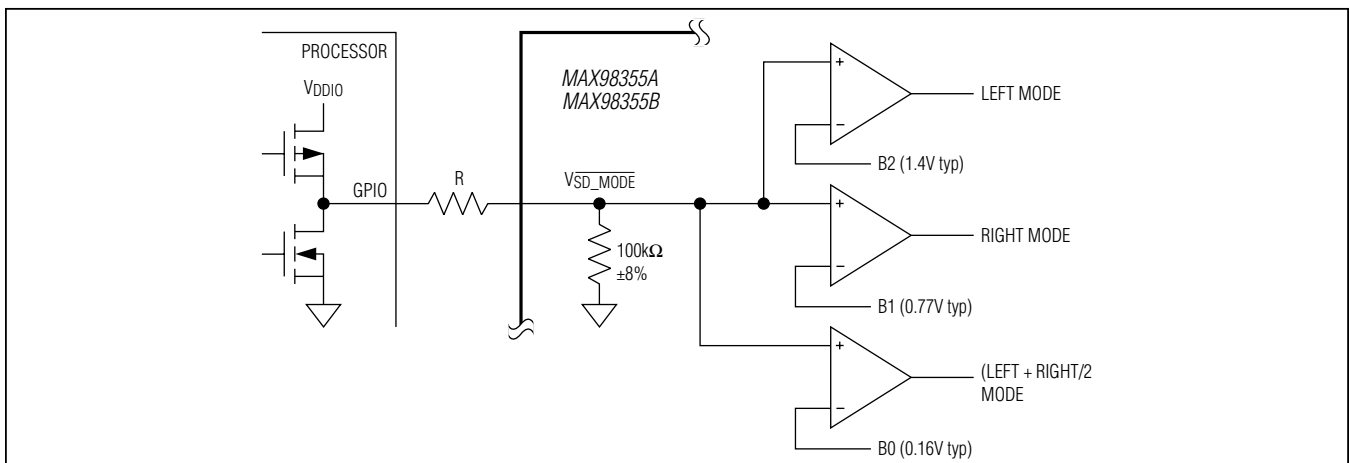 PROCESSOR
VDDIO
GPIO
R
MAX98355A
MAX98355B
VSD_MODE
100kΩ
±8%
+
−
LEFT MODE
B2 (1.4V typ)
+
−
RIGHT MODE
B1 (0.77V typ)
+
−
(LEFT + RIGHT/2
MODE
B0 (0.16V typ)